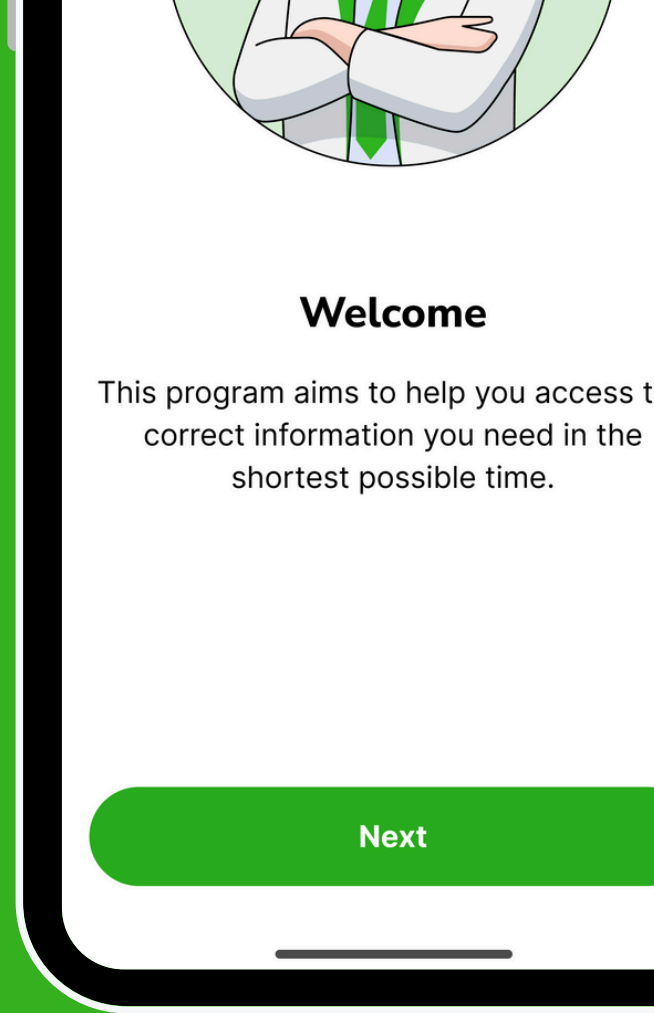 Welcome
This program aims to help you access
correct information you need in the
shortest possible time.
Next